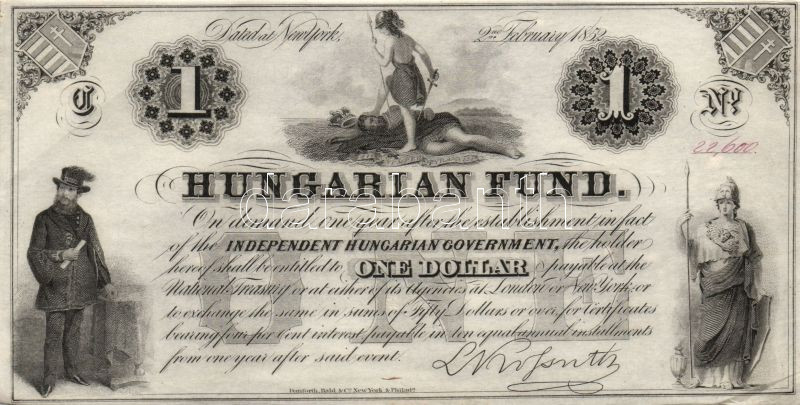 Dated at New York, 2nd February 1852
1
1
NY
22,600.
HUNGARIAN FUND.
On demand, one year after the establishment in fact
of the INDEPENDENT HUNGARIAN GOVERNMENT, the holder
hereof shall be entitled to ONE DOLLAR payable at the
National Treasury or at either of its Agencies at London or New York, or
to exchange the same in sums of Fifty Dollars or over, for Certificates
bearing four per Cent interest payable in ten equal annual installments
from one year after said event.
L Kossuth
ONE
Danforth, Bald, & Co. New York & Philada.
databahn